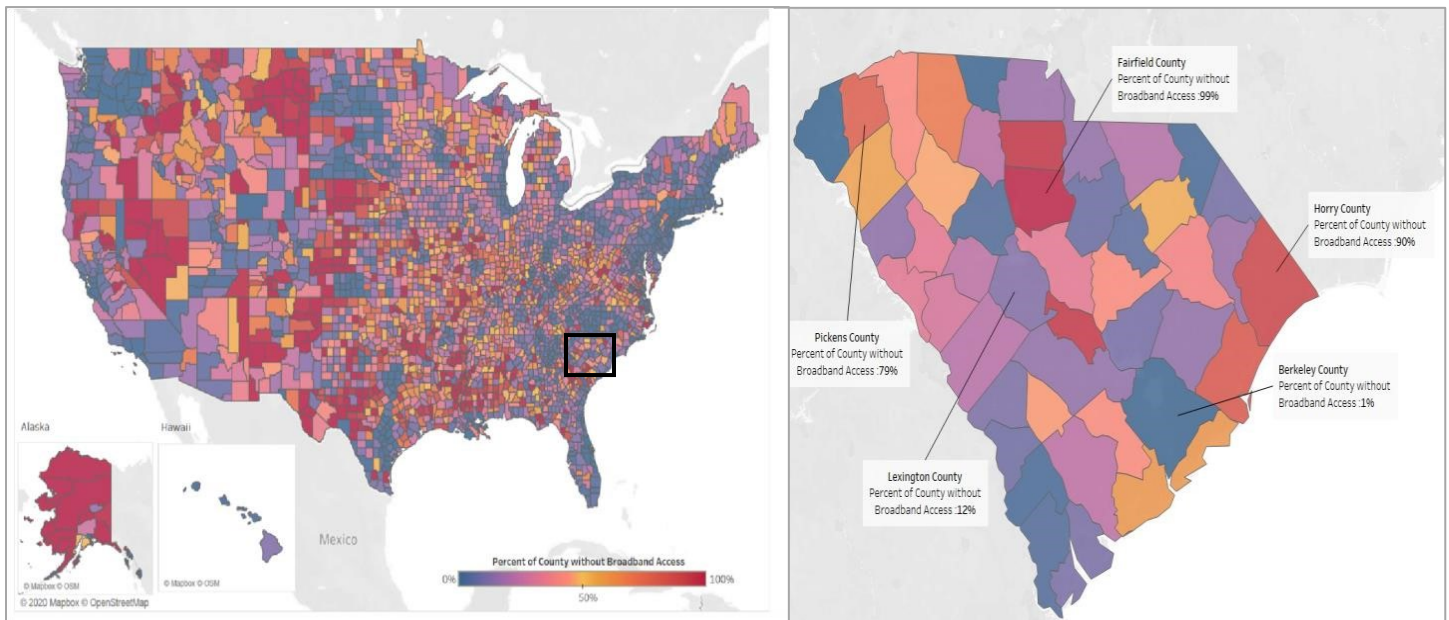 Alaska
Hawaii
Mexico
© Mapbox © OSM
© Mapbox © OSM
© 2020 Mapbox © OpenStreetMap
Percent of County without Broadband Access
0%
100%
50%
Fairfield County
Percent of County without
Broadband Access :99%
Horry County
Percent of County without
Broadband Access :90%
Pickens County
Percent of County without
Broadband Access :79%
Berkeley County
Percent of County without
Broadband Access :1%
Lexington County
Percent of County without
Broadband Access :12%